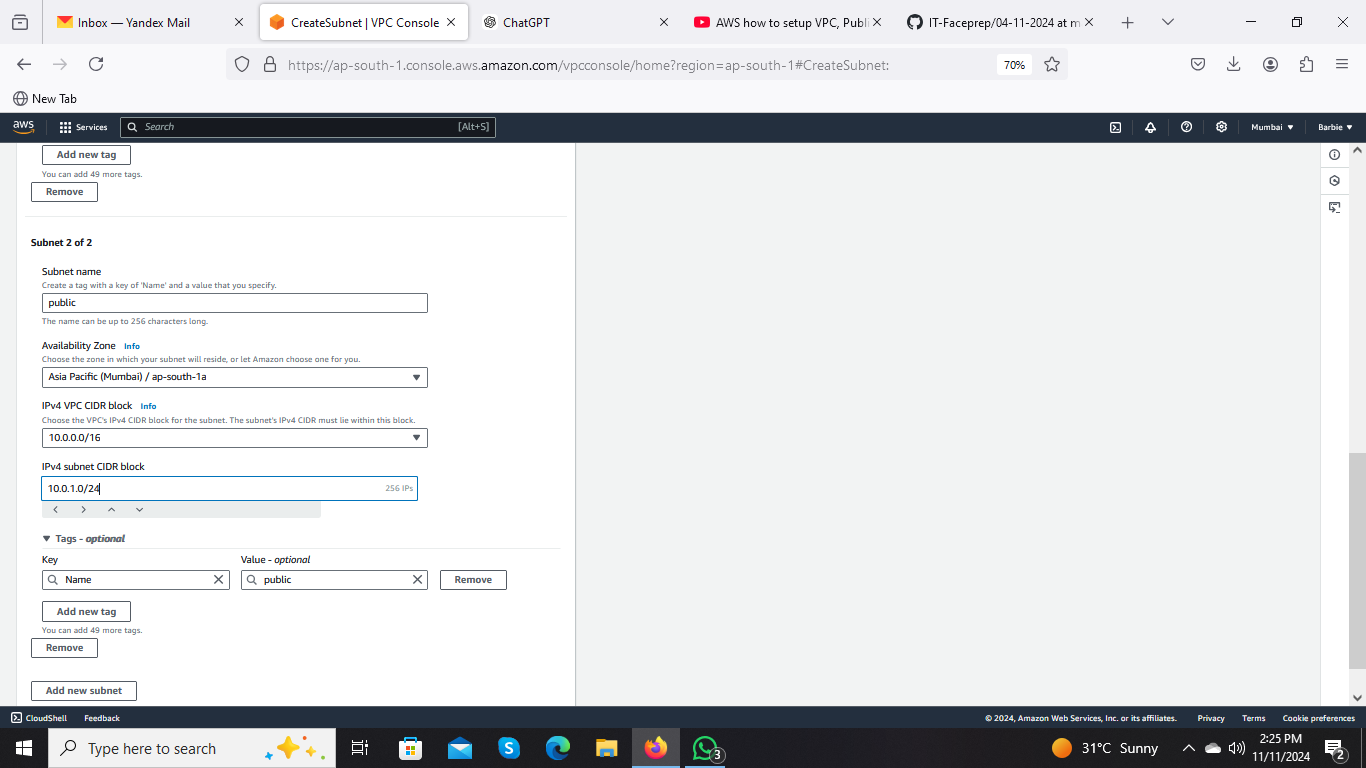 Inbox — Yandex Mail
CreateSubnet | VPC Console
ChatGPT
AWS how to setup VPC, Publi
IT-Faceprep/04-11-2024 at m
https://ap-south-1.console.aws.amazon.com/vpcconsole/home?region=ap-south-1#CreateSubnet:
70%
New Tab
aws
Services
Search
[Alt+S]
Mumbai
Barbie
Add new tag
You can add 49 more tags.
Remove
Subnet 2 of 2
Subnet name
Create a tag with a key of 'Name' and a value that you specify.
public
The name can be up to 256 characters long.
Availability Zone Info
Choose the zone in which your subnet will reside, or let Amazon choose one for you.
Asia Pacific (Mumbai) / ap-south-1a
IPv4 VPC CIDR block Info
Choose the VPC's IPv4 CIDR block for the subnet. The subnet's IPv4 CIDR must lie within this block.
10.0.0.0/16
IPv4 subnet CIDR block
10.0.1.0/24
256 IPs
Tags - optional
Key
Value - optional
Name
public
Remove
Add new tag
You can add 49 more tags.
Remove
Add new subnet
CloudShell
Feedback
© 2024, Amazon Web Services, Inc. or its affiliates.
Privacy
Terms
Cookie preferences
Type here to search
3
31°C Sunny
2:25 PM
11/11/2024
2